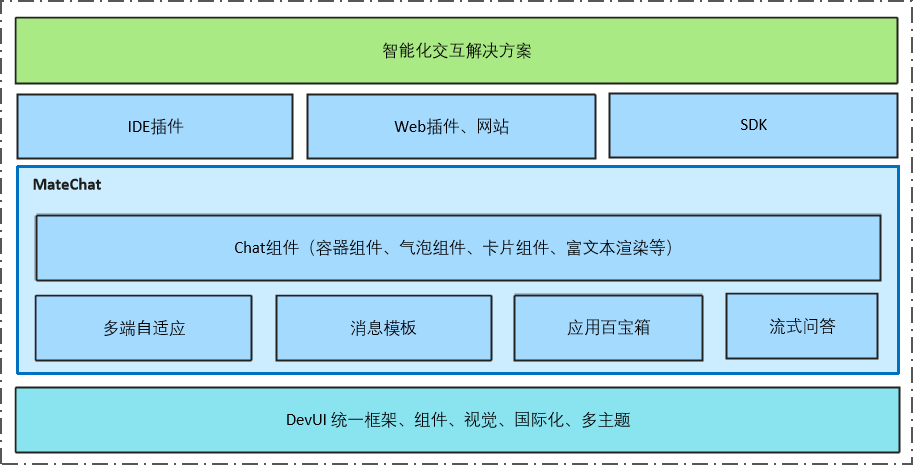 智能化交互解决方案
IDE插件
Web插件、网站
SDK
MateChat
Chat组件（容器组件、气泡组件、卡片组件、富文本渲染等）
多端自适应
消息模板
应用百宝箱
流式问答
DevUI 统一框架、组件、视觉、国际化、多主题